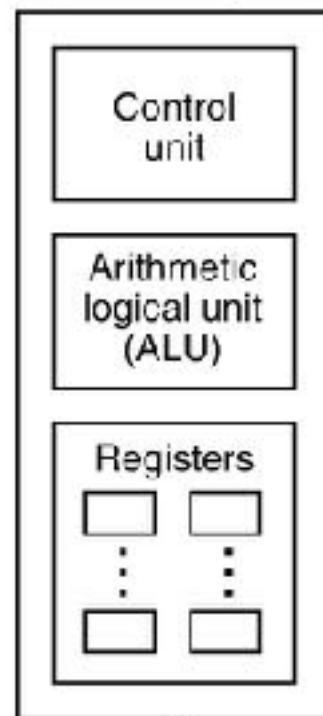 Control
unit
Arithmetic
logical unit
(ALU)
Registers